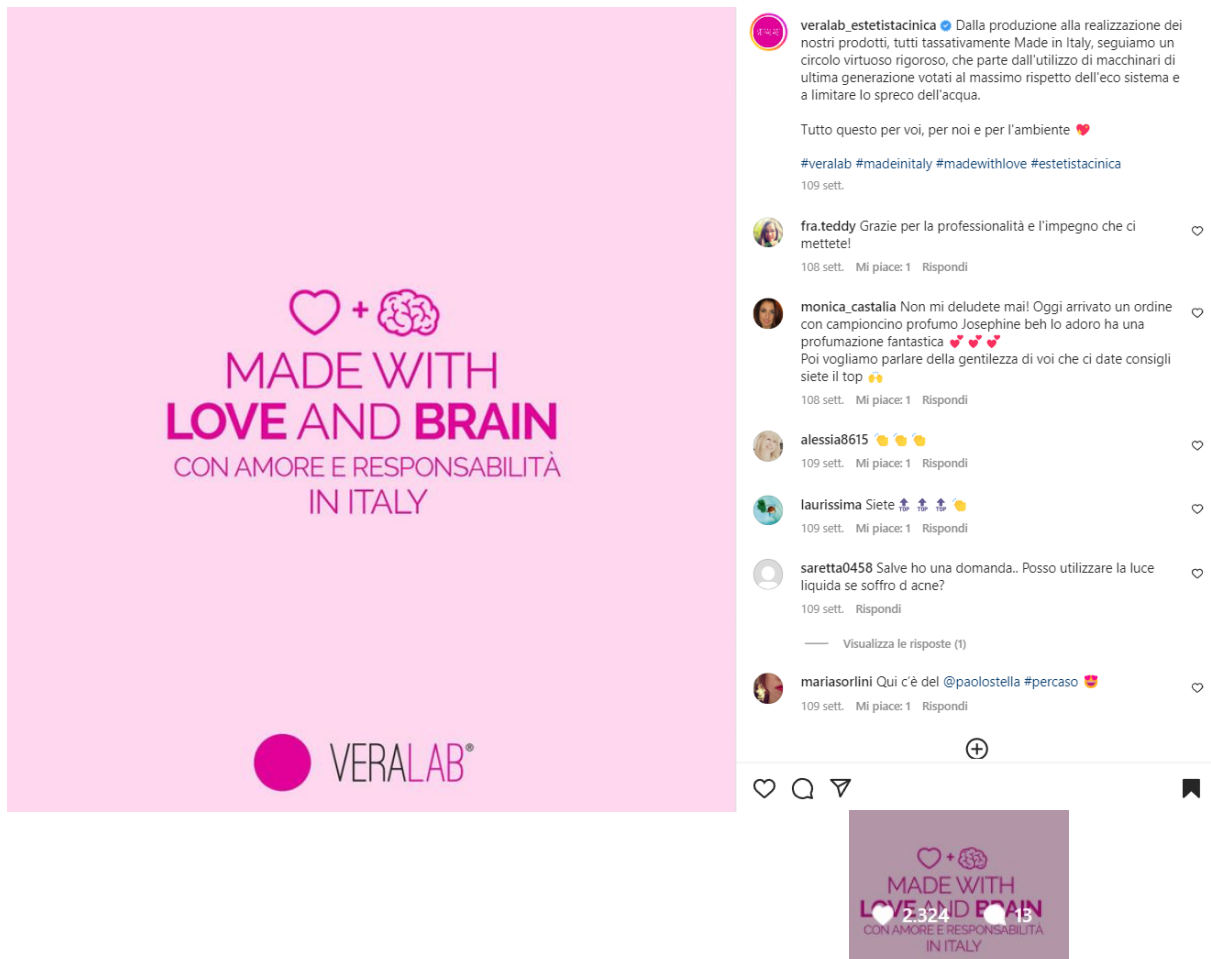 +
MADE WITH
LOVE AND BRAIN
CON AMORE E RESPONSABILITÀ
IN ITALY
VERALAB®
veralab_estetistacinica Dalla produzione alla realizzazione dei
nostri prodotti, tutti tassativamente Made in Italy, seguiamo un
circolo virtuoso rigoroso, che parte dall'utilizzo di macchinari di
ultima generazione votati al massimo rispetto dell'eco sistema e
a limitare lo spreco dell'acqua.
Tutto questo per voi, per noi e per l'ambiente 💖
#veralab #madeinitaly #madewithlove #estetistacinica
109 sett.
fra.teddy Grazie per la professionalità e l'impegno che ci
mettete!
108 sett. Mi piace: 1 Rispondi
monica_castalia Non mi deludete mai! Oggi arrivato un ordine
con campioncino profumo Josephine beh lo adoro ha una
profumazione fantastica 💕 💕 💕
Poi vogliamo parlare della gentilezza di voi che ci date consigli
siete il top 🙌
108 sett. Mi piace: 1 Rispondi
alessia8615 👏 👏 👏
109 sett. Mi piace: 1 Rispondi
laurissima Siete 🔝 🔝 🔝 👏
109 sett. Mi piace: 1 Rispondi
saretta0458 Salve ho una domanda.. Posso utilizzare la luce
liquida se soffro d acne?
109 sett. Rispondi
Visualizza le risposte (1)
mariasorlini Qui c'è del @paolostella #percaso 😍
109 sett. Mi piace: 1 Rispondi
+
MADE WITH
LOVE AND BRAIN
2.324 13
CON AMORE E RESPONSABILITÀ
IN ITALY